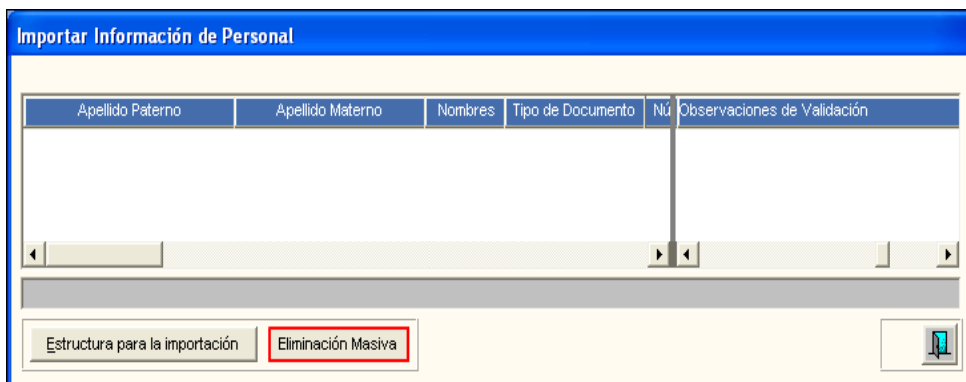 Importar Información de Personal
Apellido Paterno Apellido Materno Nombres Tipo de Documento Nú Observaciones de Validación
Estructura para la importación Eliminación Masiva